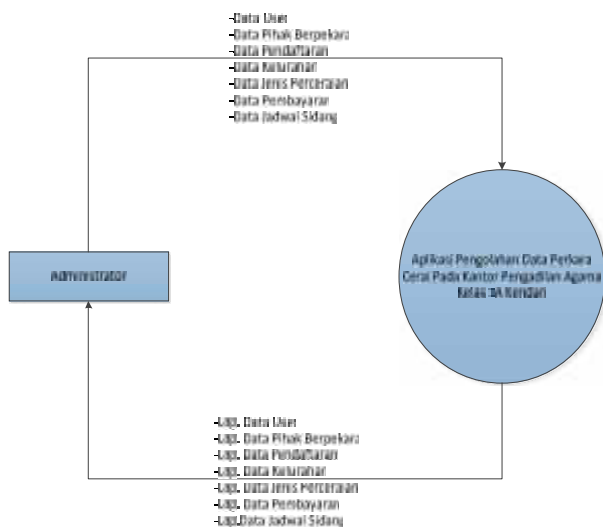 -Data User
-Data Pihak Berpekara
-Data Pendaftaran
-Data Kelurahan
-Data Jenis Perceraian
-Data Pembayaran
-Data Jadwal Sidang
Administrator
Aplikasi Pengolahan Data Perkara
Cerai Pada Kantor Pengadilan Agama
Kelas 1A Kendari
-Lap. Data User
-Lap. Data Pihak Berpekara
-Lap. Data Pendaftaran
-Lap. Data Kelurahan
-Lap. Data Jenis Perceraian
-Lap. Data Pembayaran
-Lap.Data Jadwal Sidang